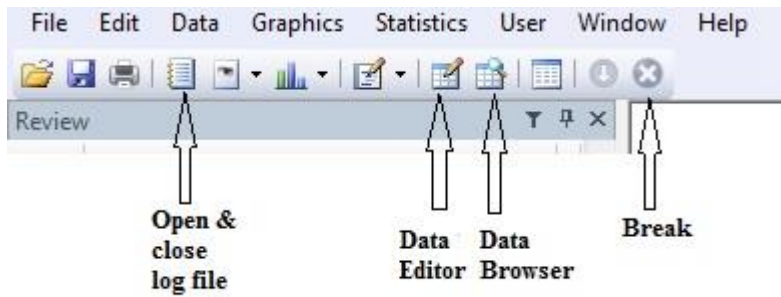 File Edit Data Graphics Statistics User Window Help
Review
Open &
close
log file
Data
Editor
Data
Browser
Break